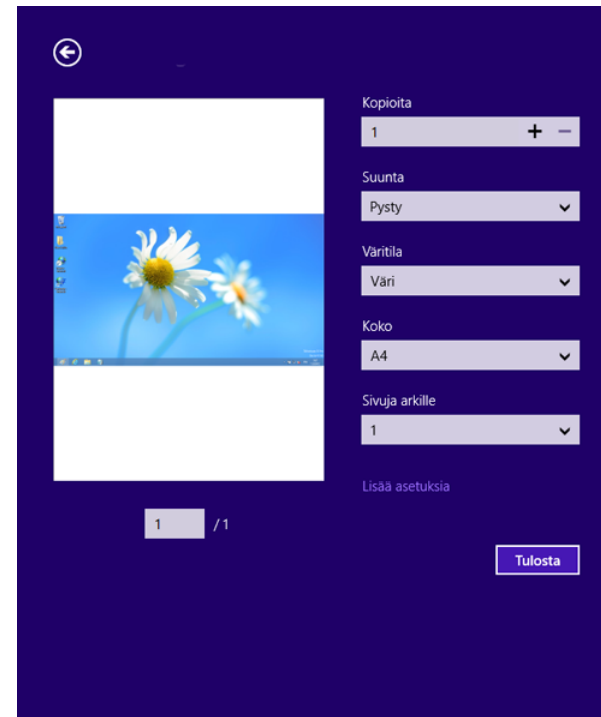 Kopioita
1
Suunta
Pysty
Väritila
Väri
Koko
A4
Sivuja arkille
1
Lisää asetuksia
1 / 1
Tulosta